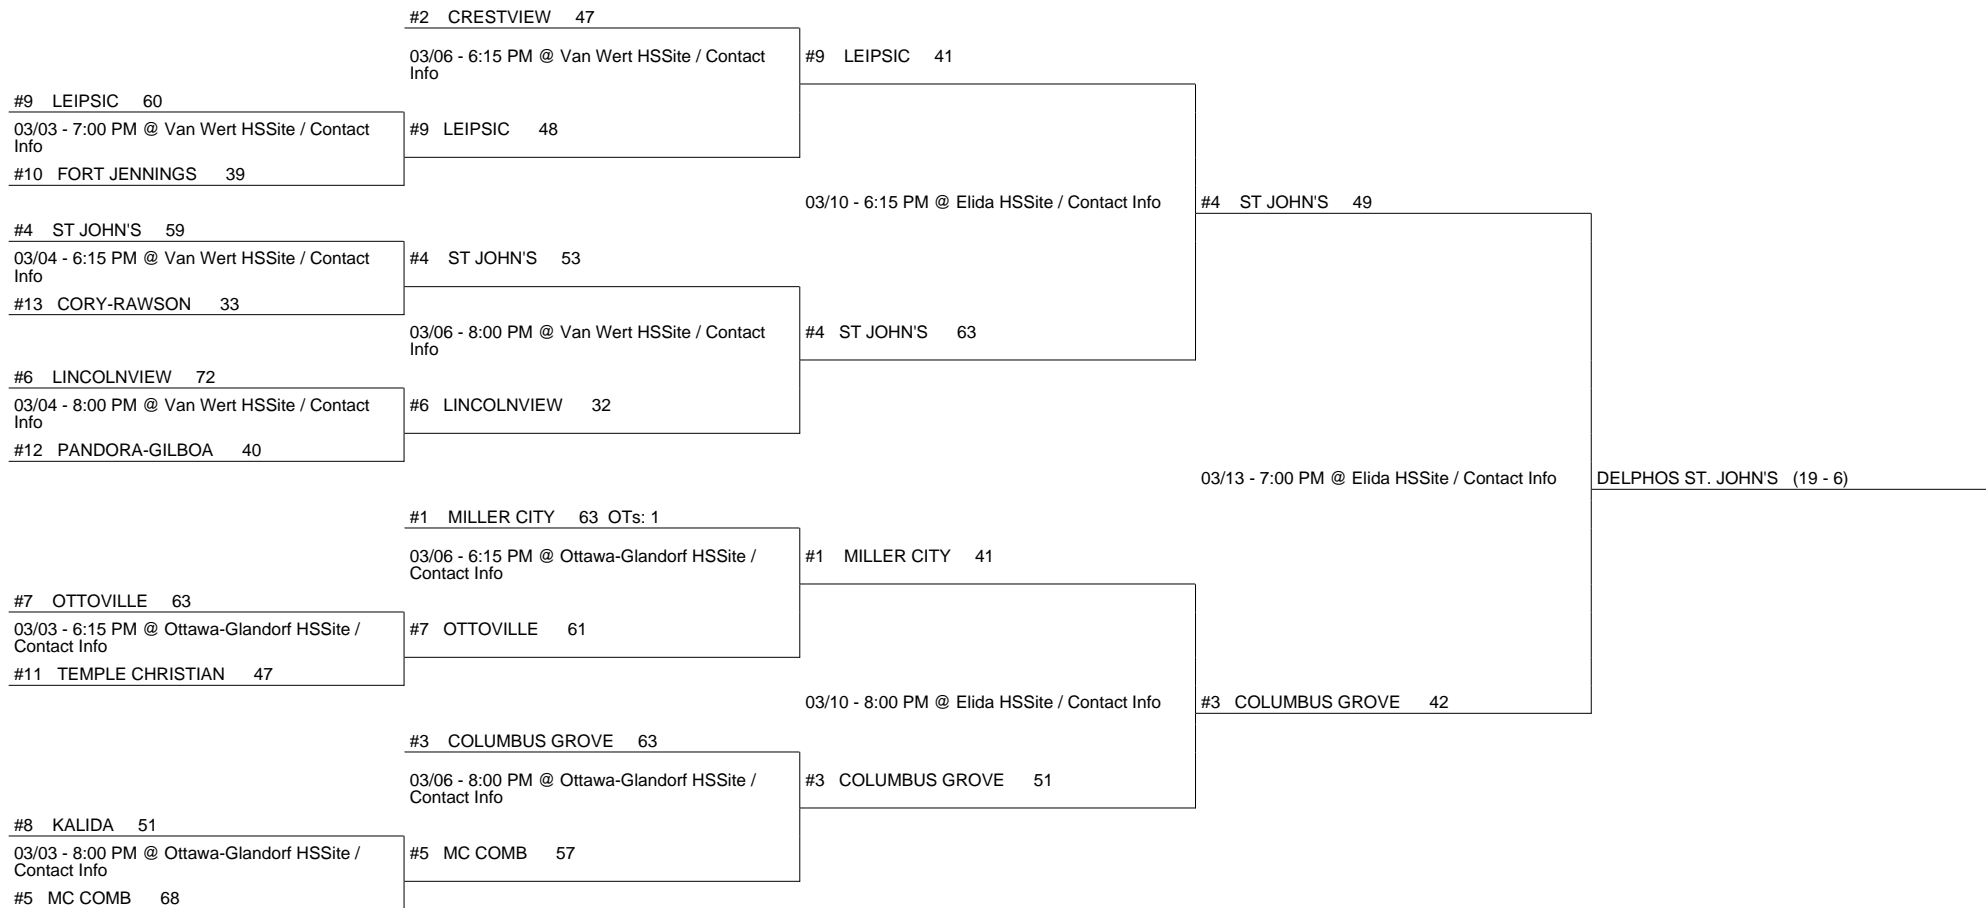 #2 CRESTVIEW 47
03/06 - 6:15 PM @ Van Wert HSSite / Contact
Info
#9 LEIPSIC 41
#9 LEIPSIC 60
03/03 - 7:00 PM @ Van Wert HSSite / Contact
Info
#9 LEIPSIC 48
#10 FORT JENNINGS 39
03/10 - 6:15 PM @ Elida HSSite / Contact Info
#4 ST JOHN'S 49
#4 ST JOHN'S 59
03/04 - 6:15 PM @ Van Wert HSSite / Contact
Info
#4 ST JOHN'S 53
#13 CORY-RAWSON 33
03/06 - 8:00 PM @ Van Wert HSSite / Contact
Info
#4 ST JOHN'S 63
#6 LINCOLNVIEW 72
03/04 - 8:00 PM @ Van Wert HSSite / Contact
Info
#6 LINCOLNVIEW 32
#12 PANDORA-GILBOA 40
03/13 - 7:00 PM @ Elida HSSite / Contact Info
DELPHOS ST. JOHN'S (19 - 6)
#1 MILLER CITY 63 OTs: 1
03/06 - 6:15 PM @ Ottawa-Glandorf HSSite /
Contact Info
#1 MILLER CITY 41
#7 OTTOVILLE 63
03/03 - 6:15 PM @ Ottawa-Glandorf HSSite /
Contact Info
#7 OTTOVILLE 61
#11 TEMPLE CHRISTIAN 47
03/10 - 8:00 PM @ Elida HSSite / Contact Info
#3 COLUMBUS GROVE 42
#3 COLUMBUS GROVE 63
03/06 - 8:00 PM @ Ottawa-Glandorf HSSite /
Contact Info
#3 COLUMBUS GROVE 51
#8 KALIDA 51
03/03 - 8:00 PM @ Ottawa-Glandorf HSSite /
Contact Info
#5 MC COMB 57
#5 MC COMB 68